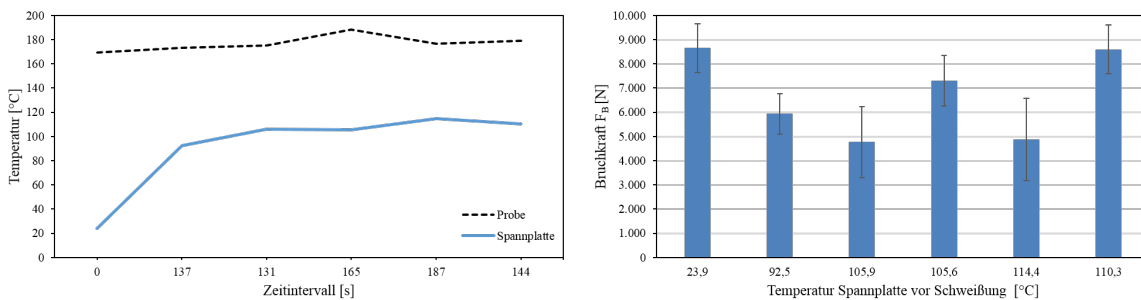 200
180
160
140
120
100
80
60
40
20
0
Temperatur [°C]
Probe
Spannplatte
0 137 131 165 187 144
Zeitintervall [s]
10.000
9.000
8.000
7.000
6.000
5.000
4.000
3.000
2.000
1.000
0.000
Bruchkraft F_B [N]
23,9 92,5 105,9 105,6 114,4 110,3
Temperatur Spannplatte vor Schweißung [°C]